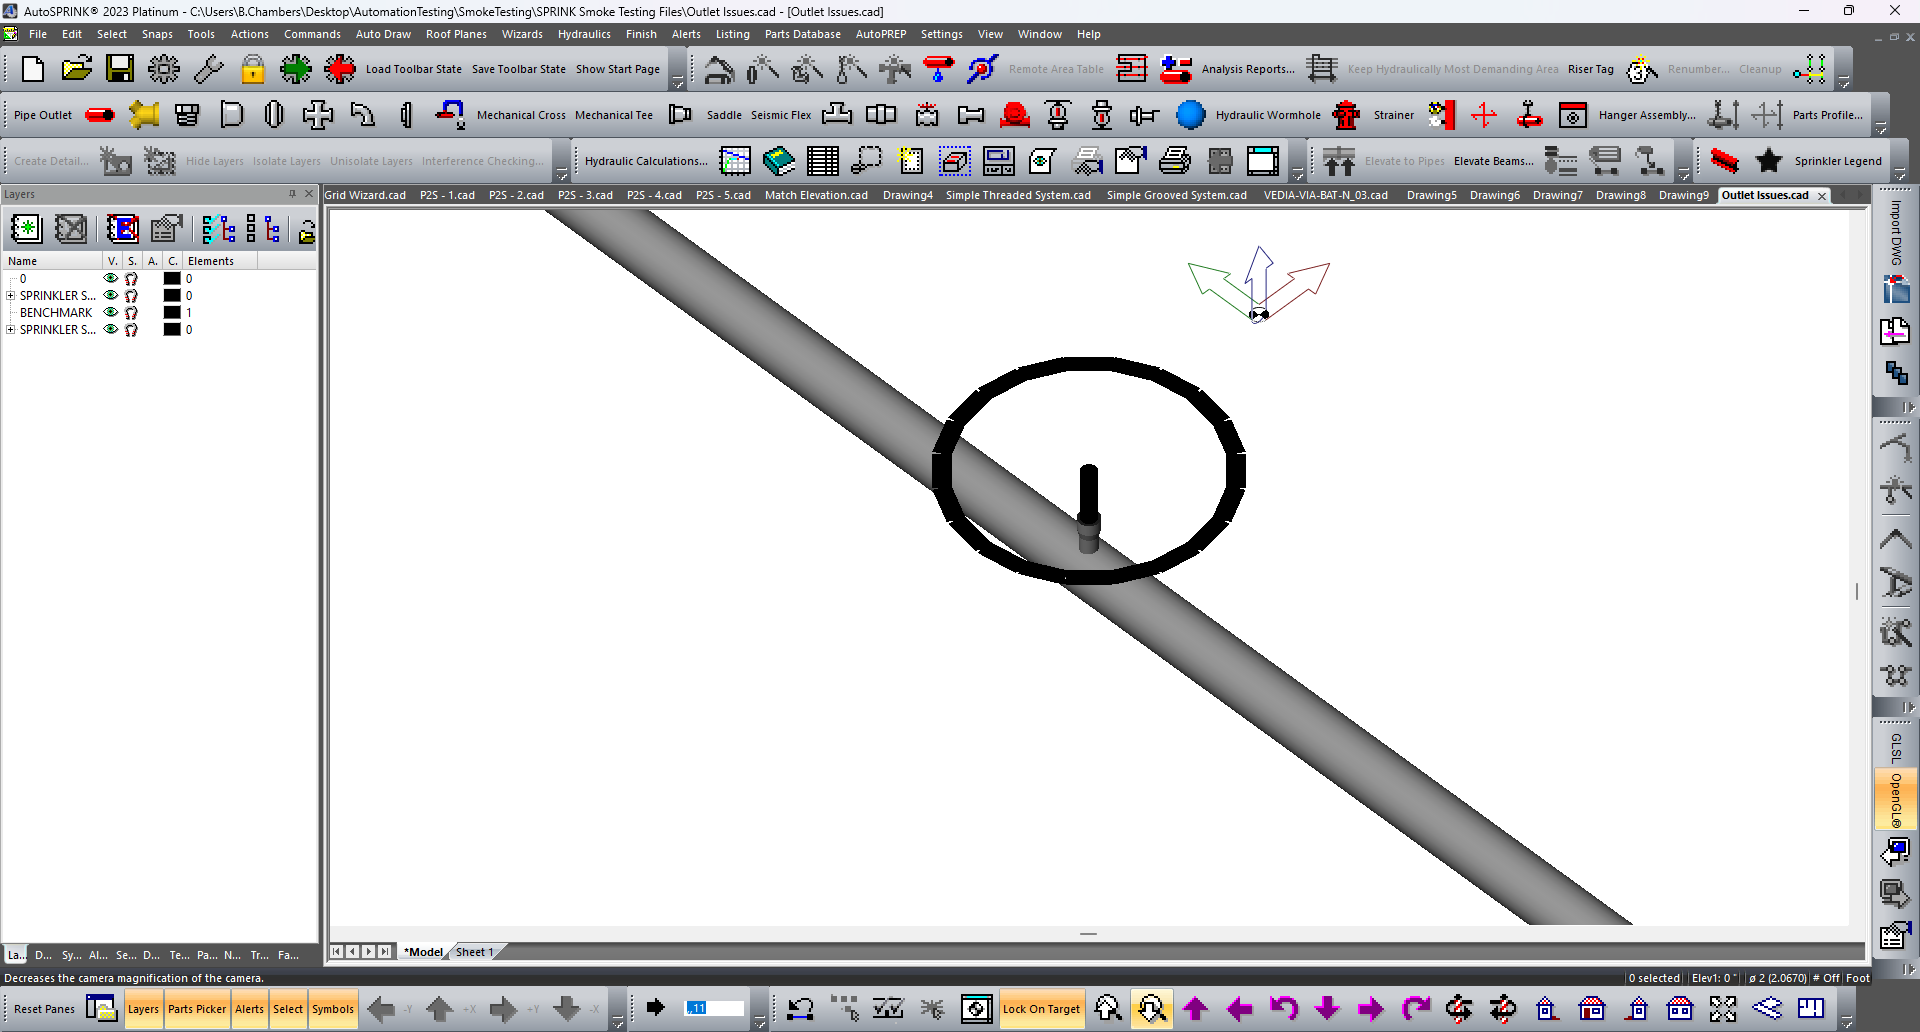 AutoSPRINK® 2023 Platinum - C:\Users\B.Chambers\Desktop\AutomationTesting\SmokeTesting\SPRINK Smoke Testing Files\Outlet Issues.cad - [Outlet Issues.cad]
File Edit Select Snaps Tools Actions Commands Auto Draw Roof Planes Wizards Hydraulics Finish Alerts Listing Parts Database AutoPREP Settings View Window Help
Load Toolbar State Save Toolbar State Show Start Page Remote Area Table Analysis Reports... Keep Hydraulically Most Demanding Area Riser Tag Renumber... Cleanup
Pipe Outlet Mechanical Cross Mechanical Tee Saddle Seismic Flex Hydraulic Wormhole Strainer Hanger Assembly... Parts Profile...
Create Detail... Hide Layers Isolate Layers Unisolate Layers Interference Checking... Hydraulic Calculations... Elevate to Pipes Elevate Beams... Sprinkler Legend
Layers
Grid Wizard.cad P2S - 1.cad P2S - 2.cad P2S - 3.cad P2S - 4.cad P2S - 5.cad Match Elevation.cad Drawing4 Simple Threaded System.cad Simple Grooved System.cad VEDIA-VIA-BAT-N_03.cad Drawing5 Drawing6 Drawing7 Drawing8 Drawing9 Outlet Issues.cad
Name V. S. A. C. Elements
0 0
SPRINKLER S... 0
BENCHMARK 1
SPRINKLER S... 0
Import DWG
GLSL
OpenGL®
La... D... Sy... Al... Se... D... Te... Pa... N... Tr... Fa...
*Model Sheet 1
Decreases the camera magnification of the camera.
0 selected Elev1: 0 " ø 2 (2.0670) # Off Foot
Reset Panes Layers Parts Picker Alerts Select Symbols -Y +X +Y -X ,,11 Lock On Target